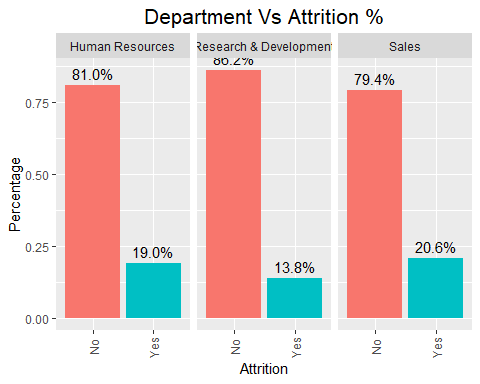 Department Vs Attrition %
Human Resources
Research & Development
Sales
81.0%
19.0%
86.2%
13.8%
79.4%
20.6%
Percentage
0.75
0.50
0.25
0.00
No
Yes
No
Yes
No
Yes
Attrition